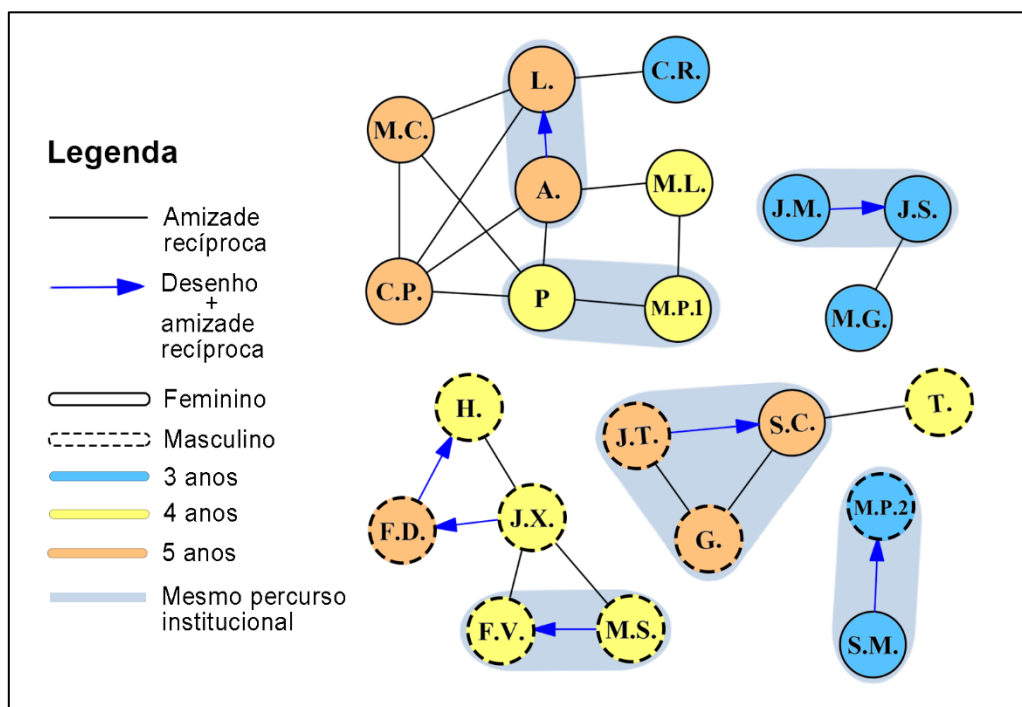 L.
C.R.
M.C.
A.
M.L.
C.P.
P
M.P.1
J.M.
J.S.
M.G.
Legenda
Amizade
recíproca
Desenho
+
amizade
recíproca
Feminino
Masculino
3 anos
4 anos
5 anos
Mesmo percurso
institucional
H.
F.D.
J.X.
F.V.
M.S.
J.T.
S.C.
T.
G.
M.P.2
S.M.